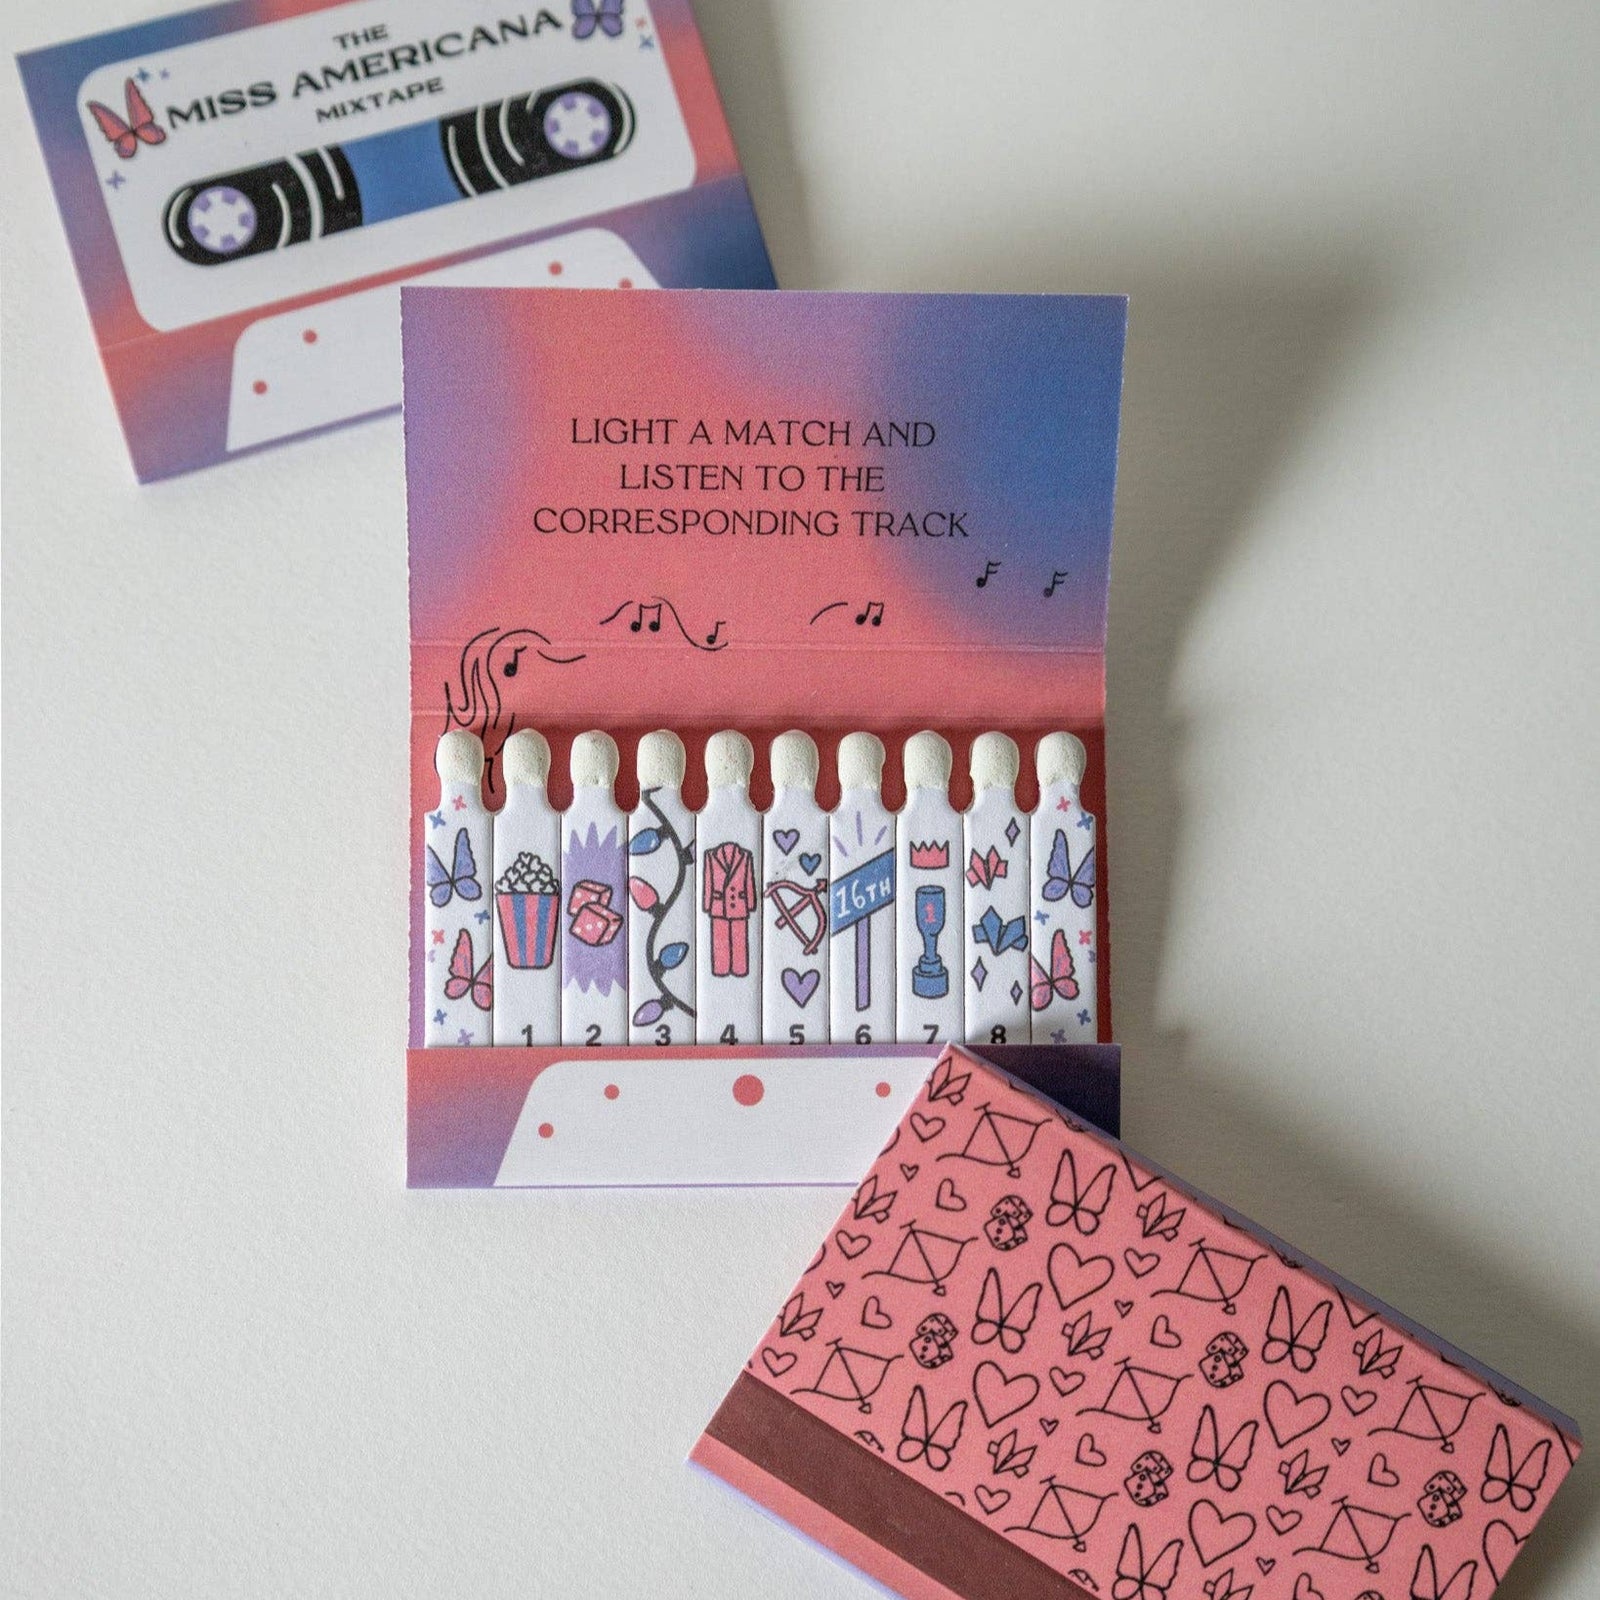 THE
MISS AMERICANA
MIXTAPE
LIGHT A MATCH AND
LISTEN TO THE
CORRESPONDING TRACK
16TH
1
1 2 3 4 5 6 7 8